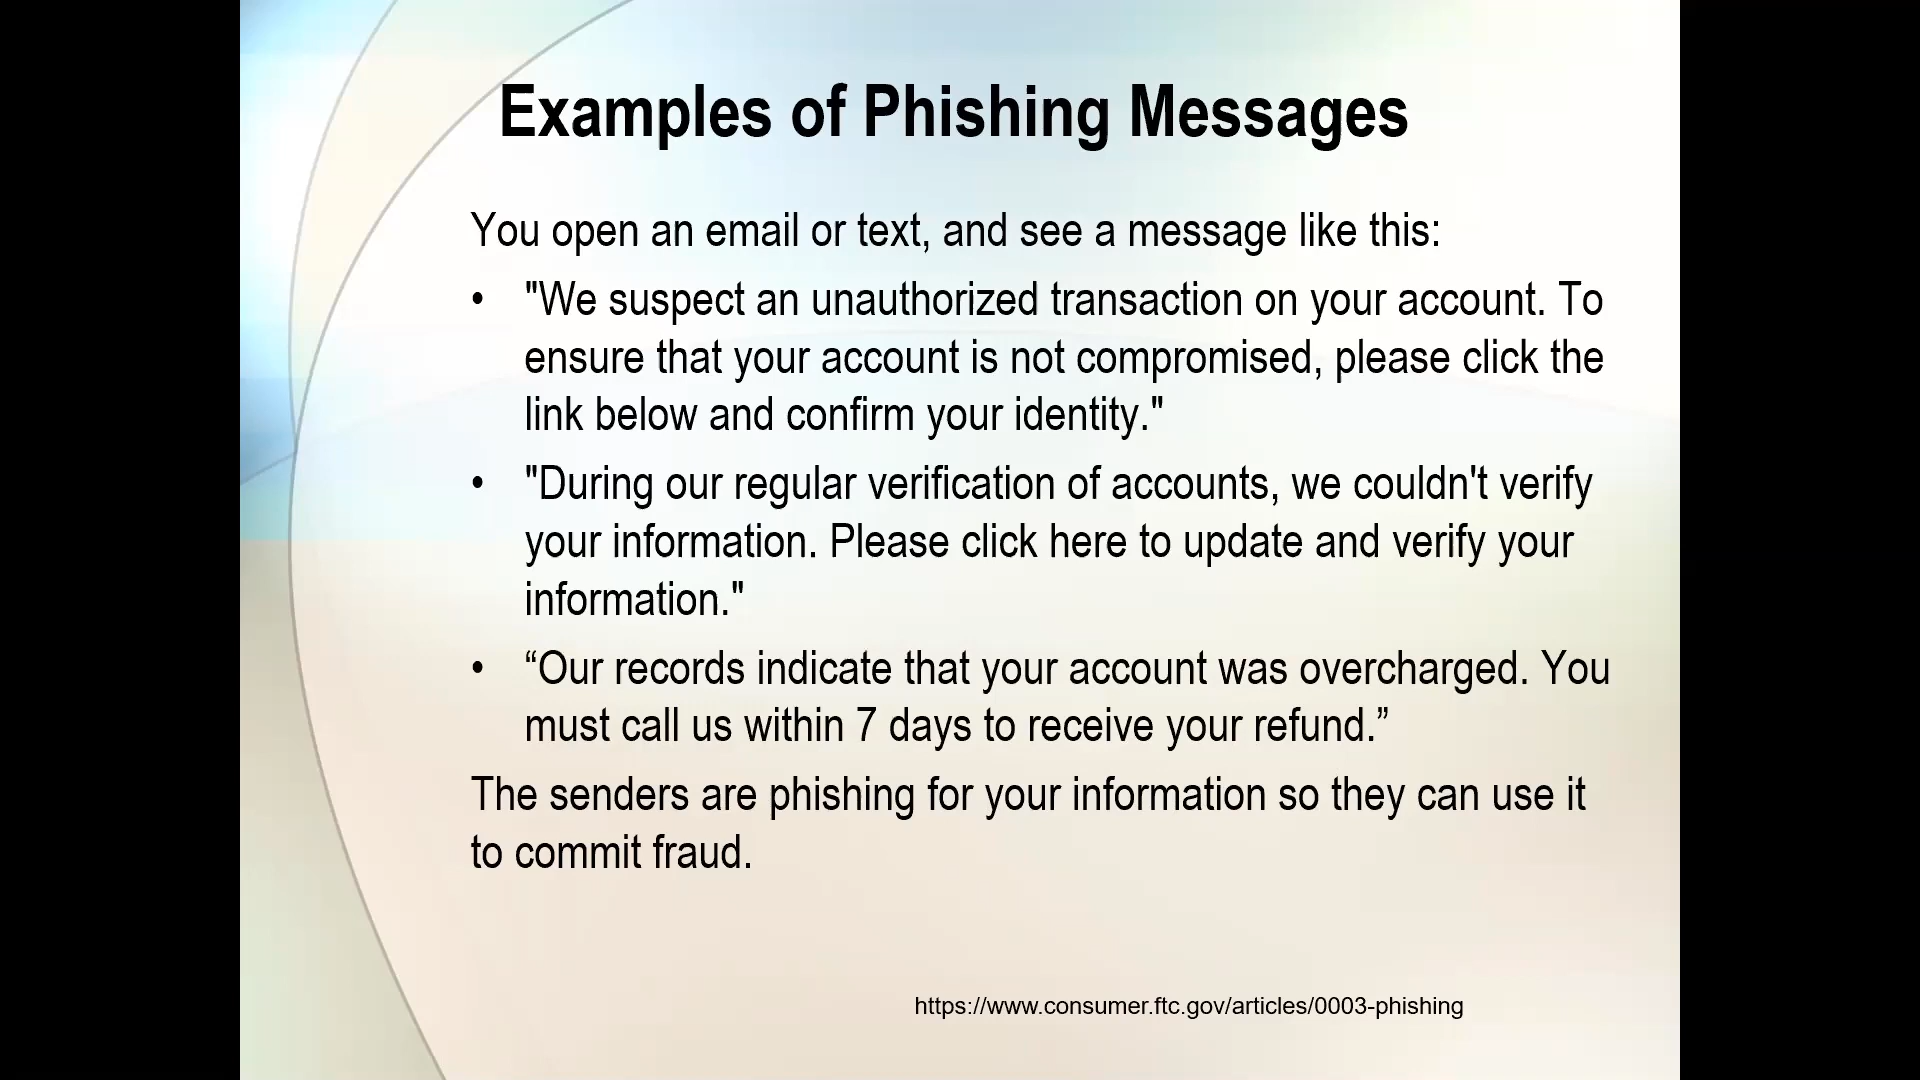 Examples of Phishing Messages
You open an email or text, and see a message like this:
• "We suspect an unauthorized transaction on your account. To
ensure that your account is not compromised, please click the
link below and confirm your identity."
• "During our regular verification of accounts, we couldn't verify
your information. Please click here to update and verify your
information."
• “Our records indicate that your account was overcharged. You
must call us within 7 days to receive your refund.”
The senders are phishing for your information so they can use it
to commit fraud.
https://www.consumer.ftc.gov/articles/0003-phishing